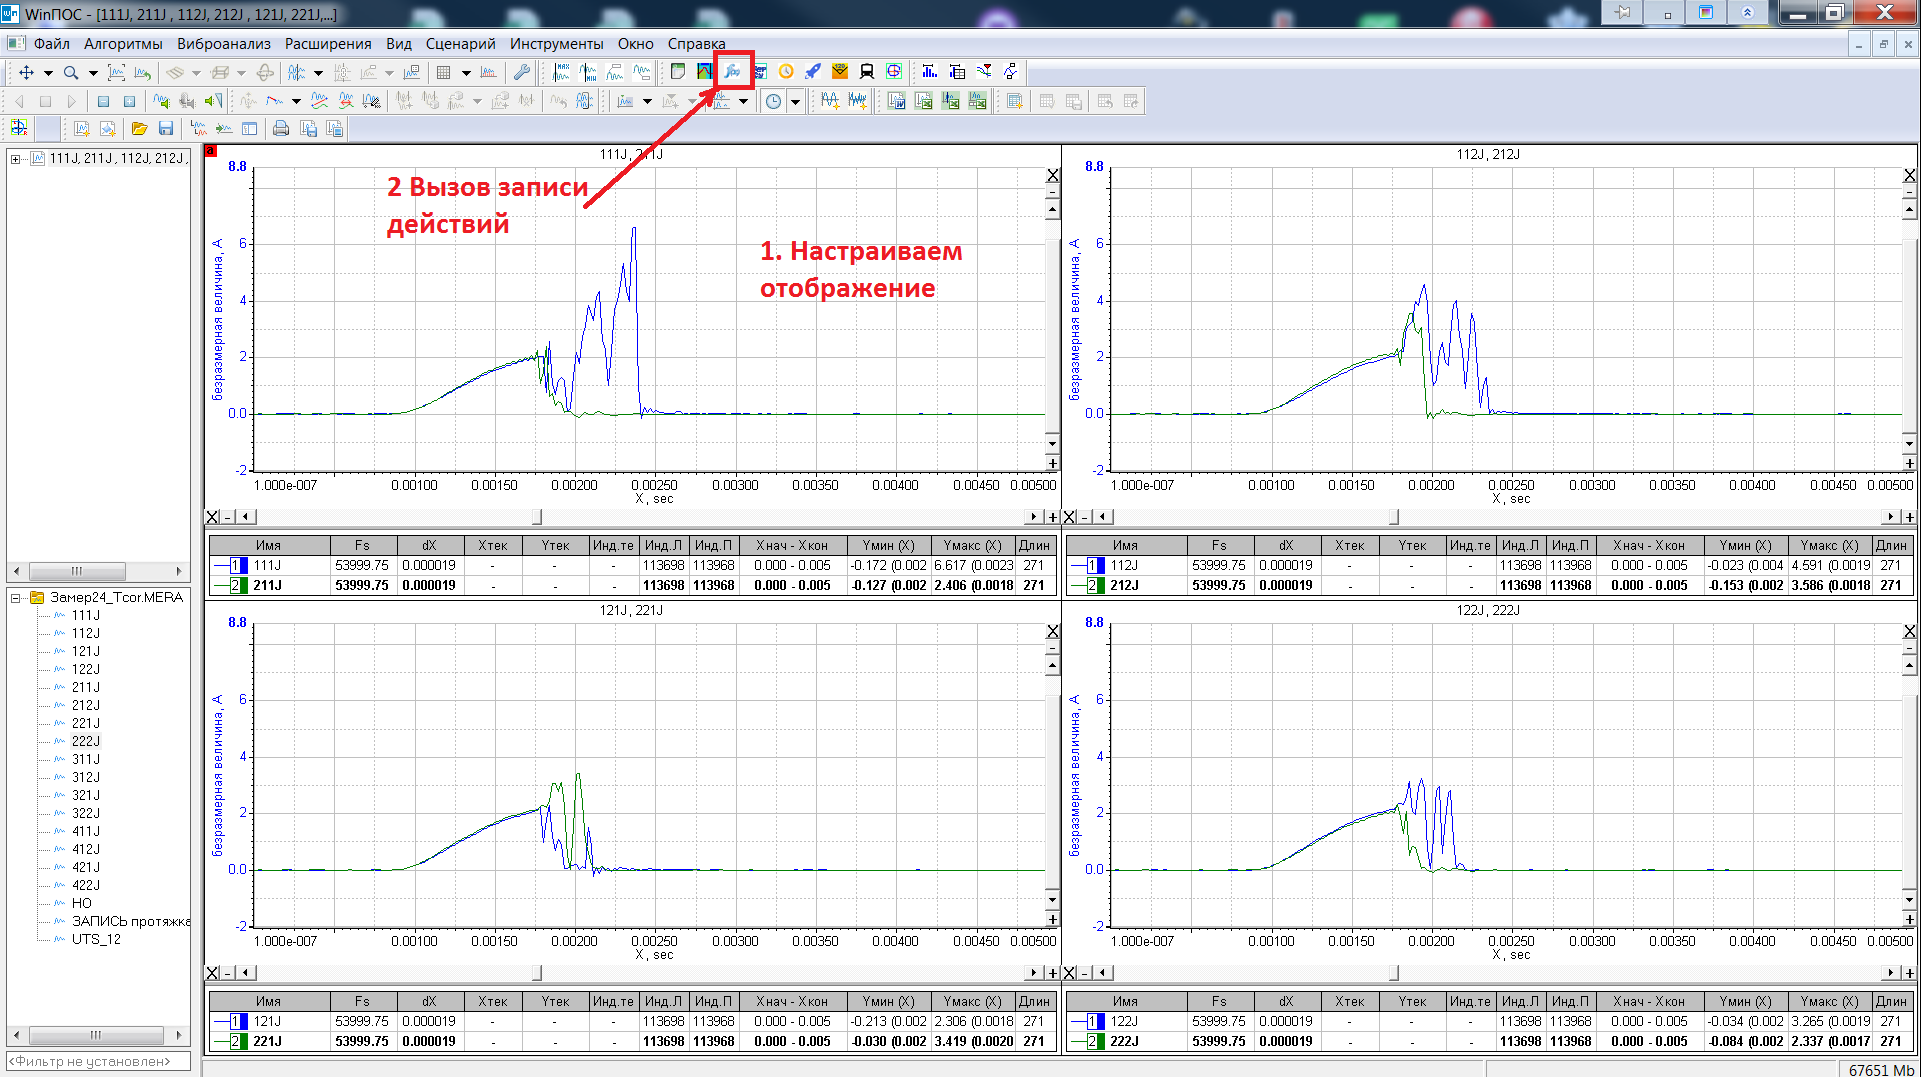 WinПОС - [111J, 211J , 112J, 212J , 121J, 221J,...]
Файл Алгоритмы Виброанализ Расширения Вид Сценарий Инструменты Окно Справка
111J, 211J , 112J, 212J ,
Замер24_Tcor.MERA
111J
112J
121J
122J
211J
212J
221J
222J
311J
312J
321J
322J
411J
412J
421J
422J
НО
ЗАПИСЬ протяжка
UTS_12
<Фильтр не установлен>
2 Вызов записи
действий
1. Настраиваем
отображение
111J, 211J
безразмерная величина, А
8.8
6
4
2
0.0
-2
1.000e-007 0.00100 0.00150 0.00200 0.00250 0.00300 0.00350 0.00400 0.00450 0.00500
X , sec
Имя Fs dX Xтек Yтек Инд.те Инд.Л Инд.П Xнач - Xкон Yмин (X) Yмакс (X) Длин
1 111J 53999.75 0.000019 - - - 113698 113968 0.000 - 0.005 -0.172 (0.002 6.617 (0.0023 271
2 211J 53999.75 0.000019 - - - 113698 113968 0.000 - 0.005 -0.127 (0.002 2.406 (0.0018 271
112J , 212J
безразмерная величина, А
8.8
6
4
2
0.0
-2
1.000e-007 0.00100 0.00150 0.00200 0.00250 0.00300 0.00350 0.00400 0.00450 0.00500
X , sec
Имя Fs dX Xтек Yтек Инд.те Инд.Л Инд.П Xнач - Xкон Yмин (X) Yмакс (X) Длин
1 112J 53999.75 0.000019 - - - 113698 113968 0.000 - 0.005 -0.023 (0.004 4.591 (0.0019 271
2 212J 53999.75 0.000019 - - - 113698 113968 0.000 - 0.005 -0.153 (0.002 3.586 (0.0018 271
121J , 221J
безразмерная величина, А
8.8
6
4
2
0.0
-2
1.000e-007 0.00100 0.00150 0.00200 0.00250 0.00300 0.00350 0.00400 0.00450 0.00500
X , sec
Имя Fs dX Xтек Yтек Инд.те Инд.Л Инд.П Xнач - Xкон Yмин (X) Yмакс (X) Длин
1 121J 53999.75 0.000019 - - - 113698 113968 0.000 - 0.005 -0.213 (0.002 2.306 (0.0018 271
2 221J 53999.75 0.000019 - - - 113698 113968 0.000 - 0.005 -0.030 (0.002 3.419 (0.0020 271
122J , 222J
безразмерная величина, А
8.8
6
4
2
0.0
-2
1.000e-007 0.00100 0.00150 0.00200 0.00250 0.00300 0.00350 0.00400 0.00450 0.00500
X , sec
Имя Fs dX Xтек Yтек Инд.те Инд.Л Инд.П Xнач - Xкон Yмин (X) Yмакс (X) Длин
1 122J 53999.75 0.000019 - - - 113698 113968 0.000 - 0.005 -0.034 (0.002 3.265 (0.0019 271
2 222J 53999.75 0.000019 - - - 113698 113968 0.000 - 0.005 -0.084 (0.002 2.337 (0.0017 271
67651 Mb